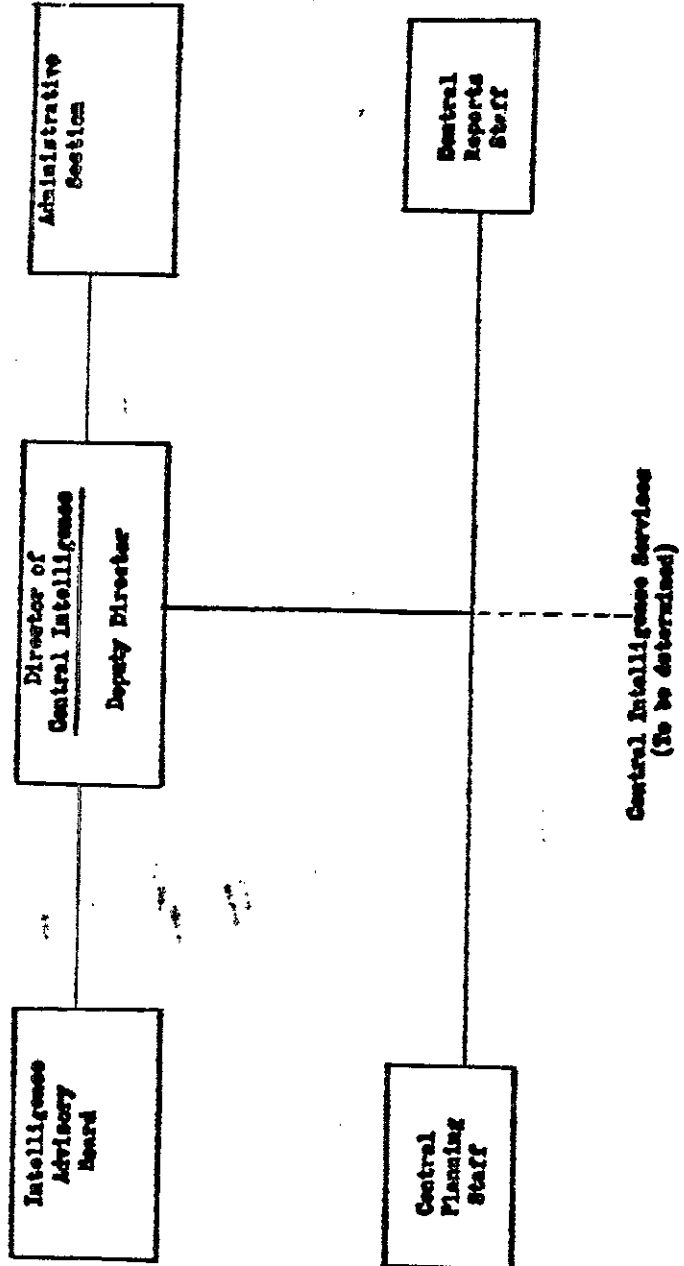 Intelligence
Advisory
Board
Director of
Central Intelligence
Deputy Director
Administrative
Section
Central
Planning
Staff
Central
Reports
Staff
Central Intelligence Services
(To be determined)